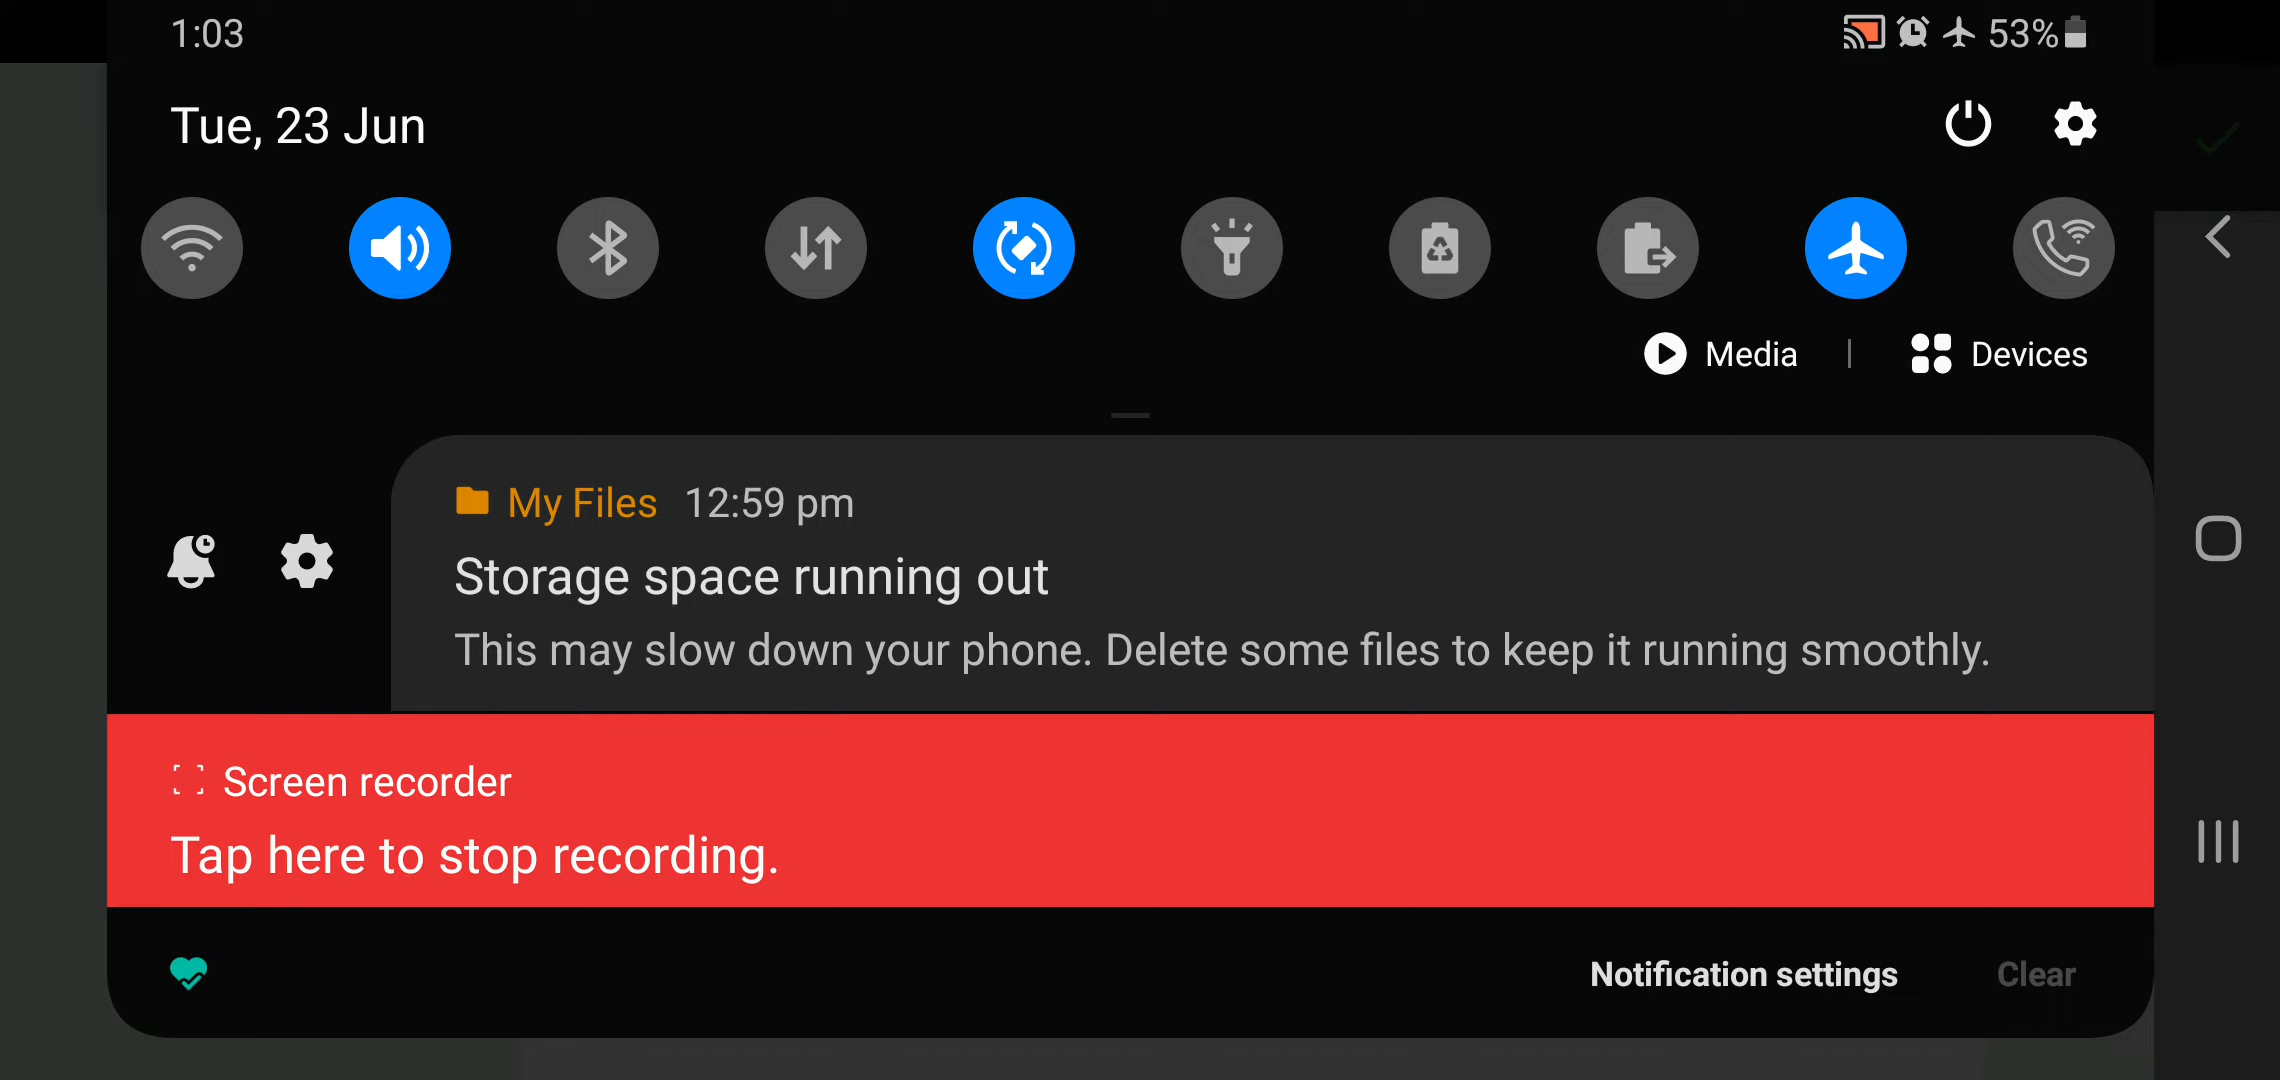 1:03
53%
Tue, 23 Jun
Media | Devices
My Files 12:59 pm
Storage space running out
This may slow down your phone. Delete some files to keep it running smoothly.
Screen recorder
Tap here to stop recording.
Notification settings
Clear